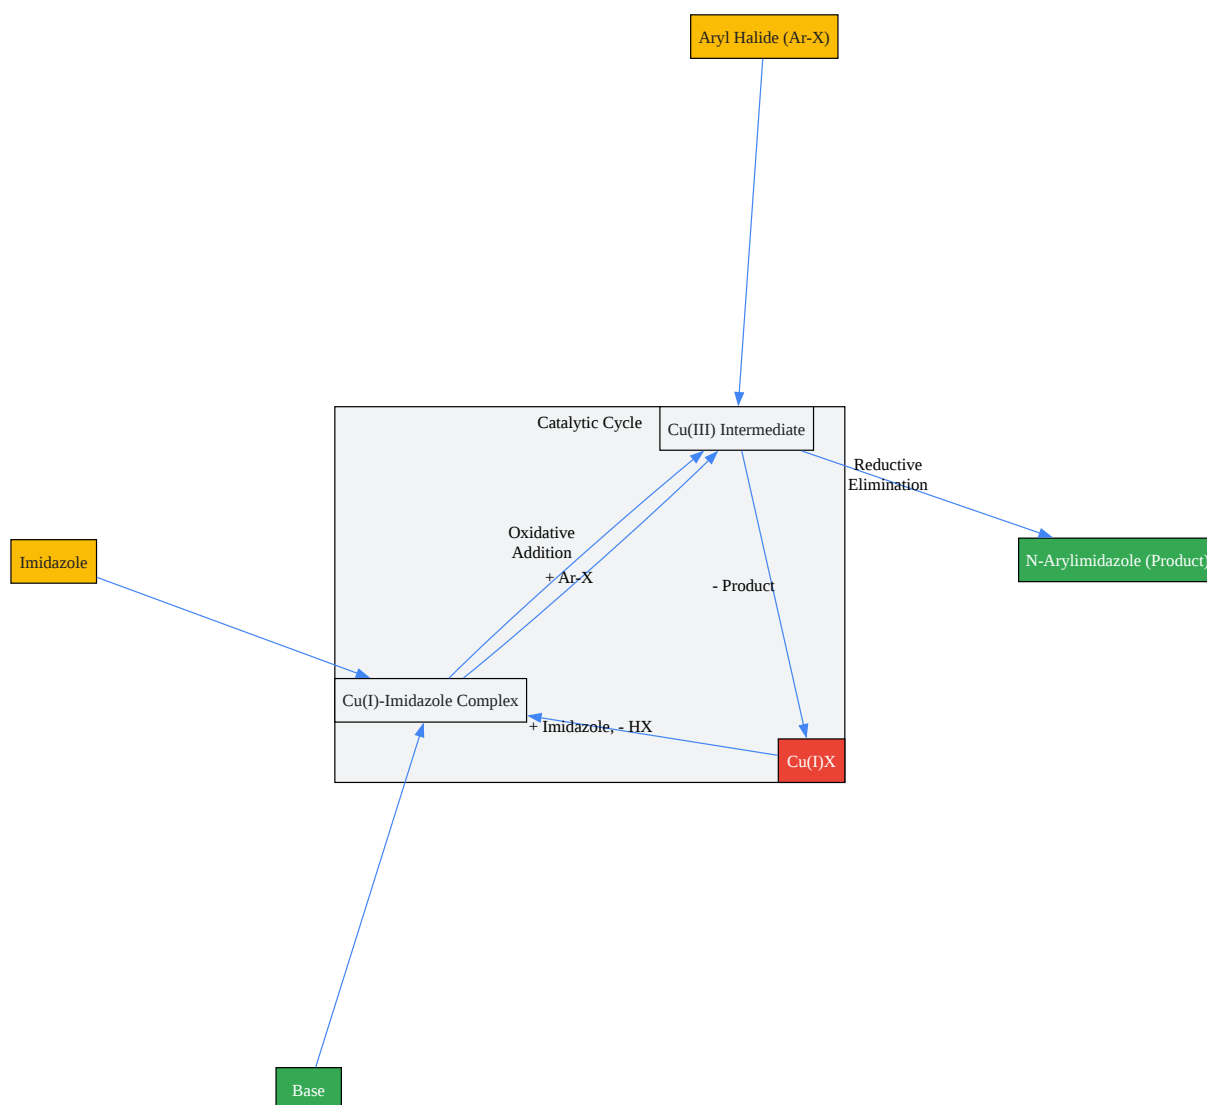 Aryl Halide (Ar-X)
Catalytic Cycle
Cu(III) Intermediate
Reductive
Elimination
Oxidative
Addition
+ Ar-X
- Product
N-Arylimidazole (Product)
Imidazole
Cu(I)-Imidazole Complex
+ Imidazole, - HX
Cu(I)X
Base